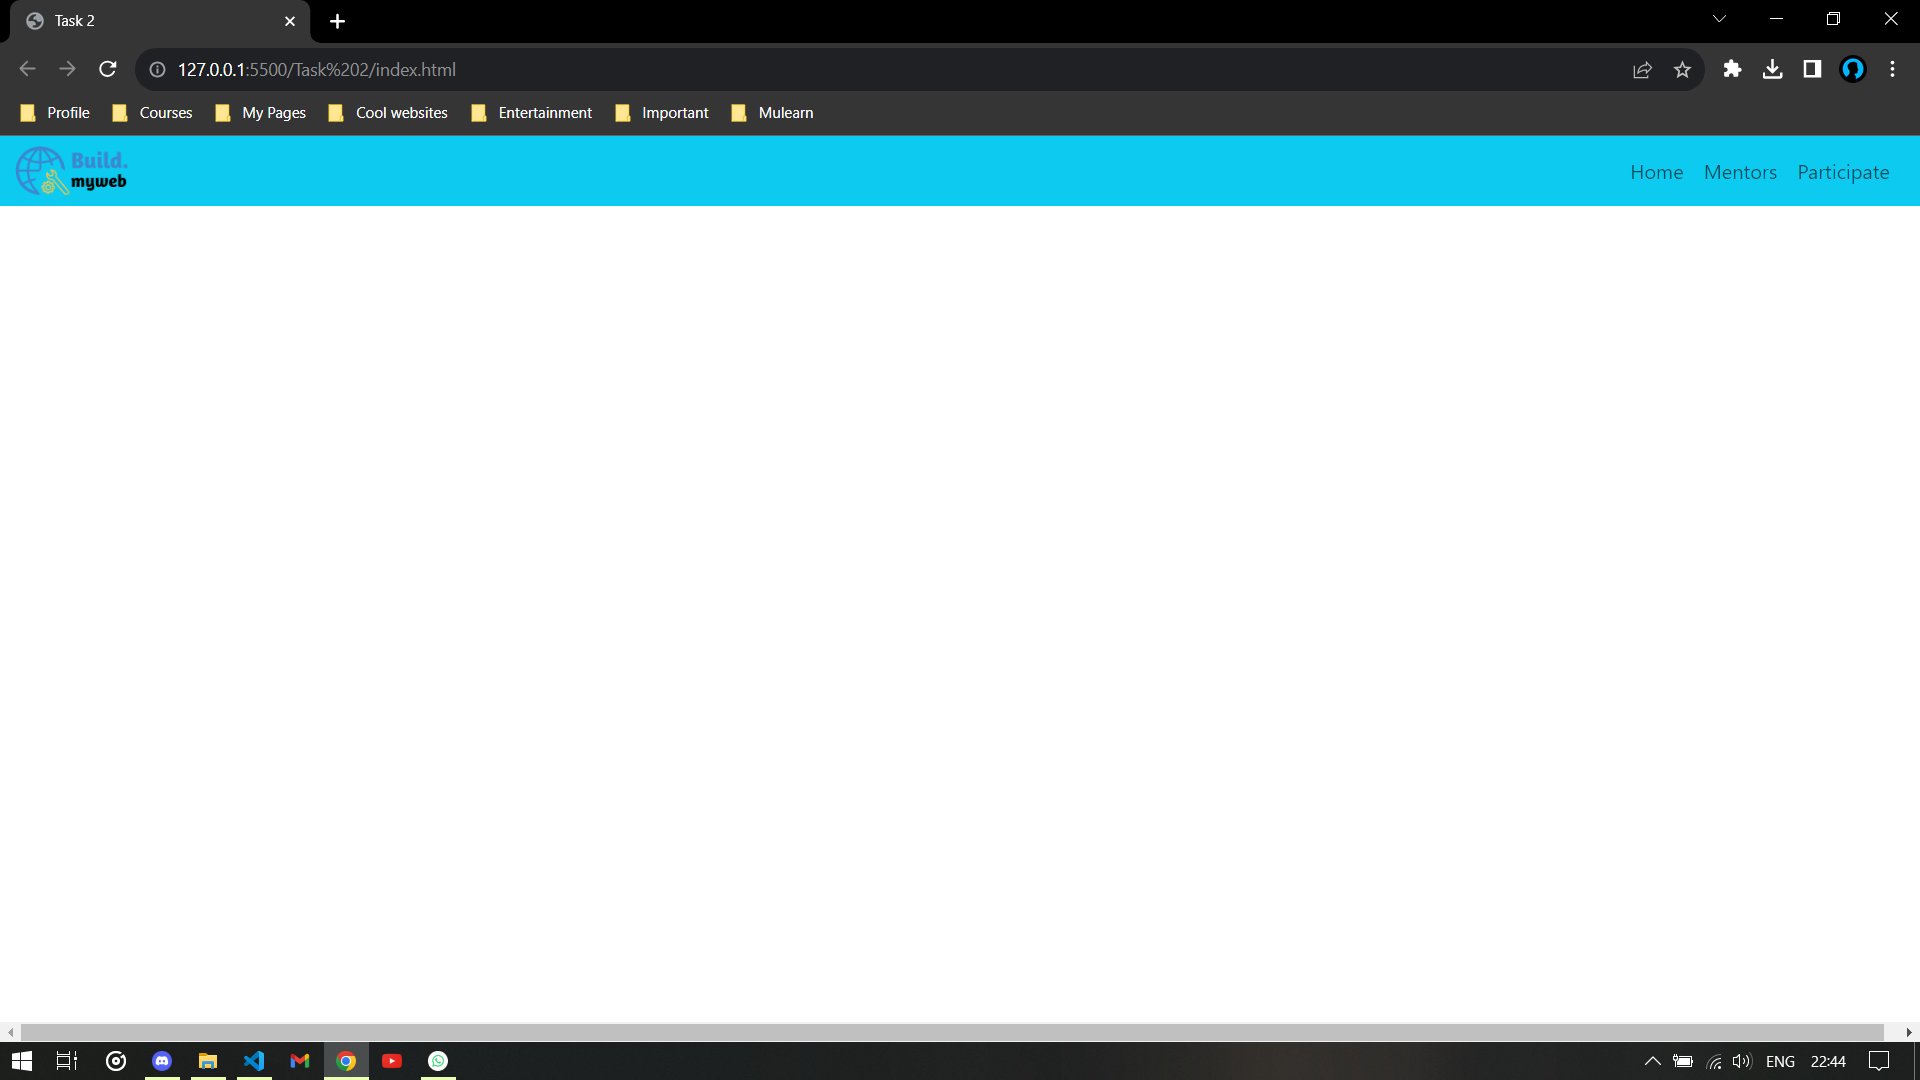 Task 2
127.0.0.1:5500/Task%202/index.html
Profile Courses My Pages Cool websites Entertainment Important Mulearn
Build.
myweb
Home Mentors Participate
ENG 22:44